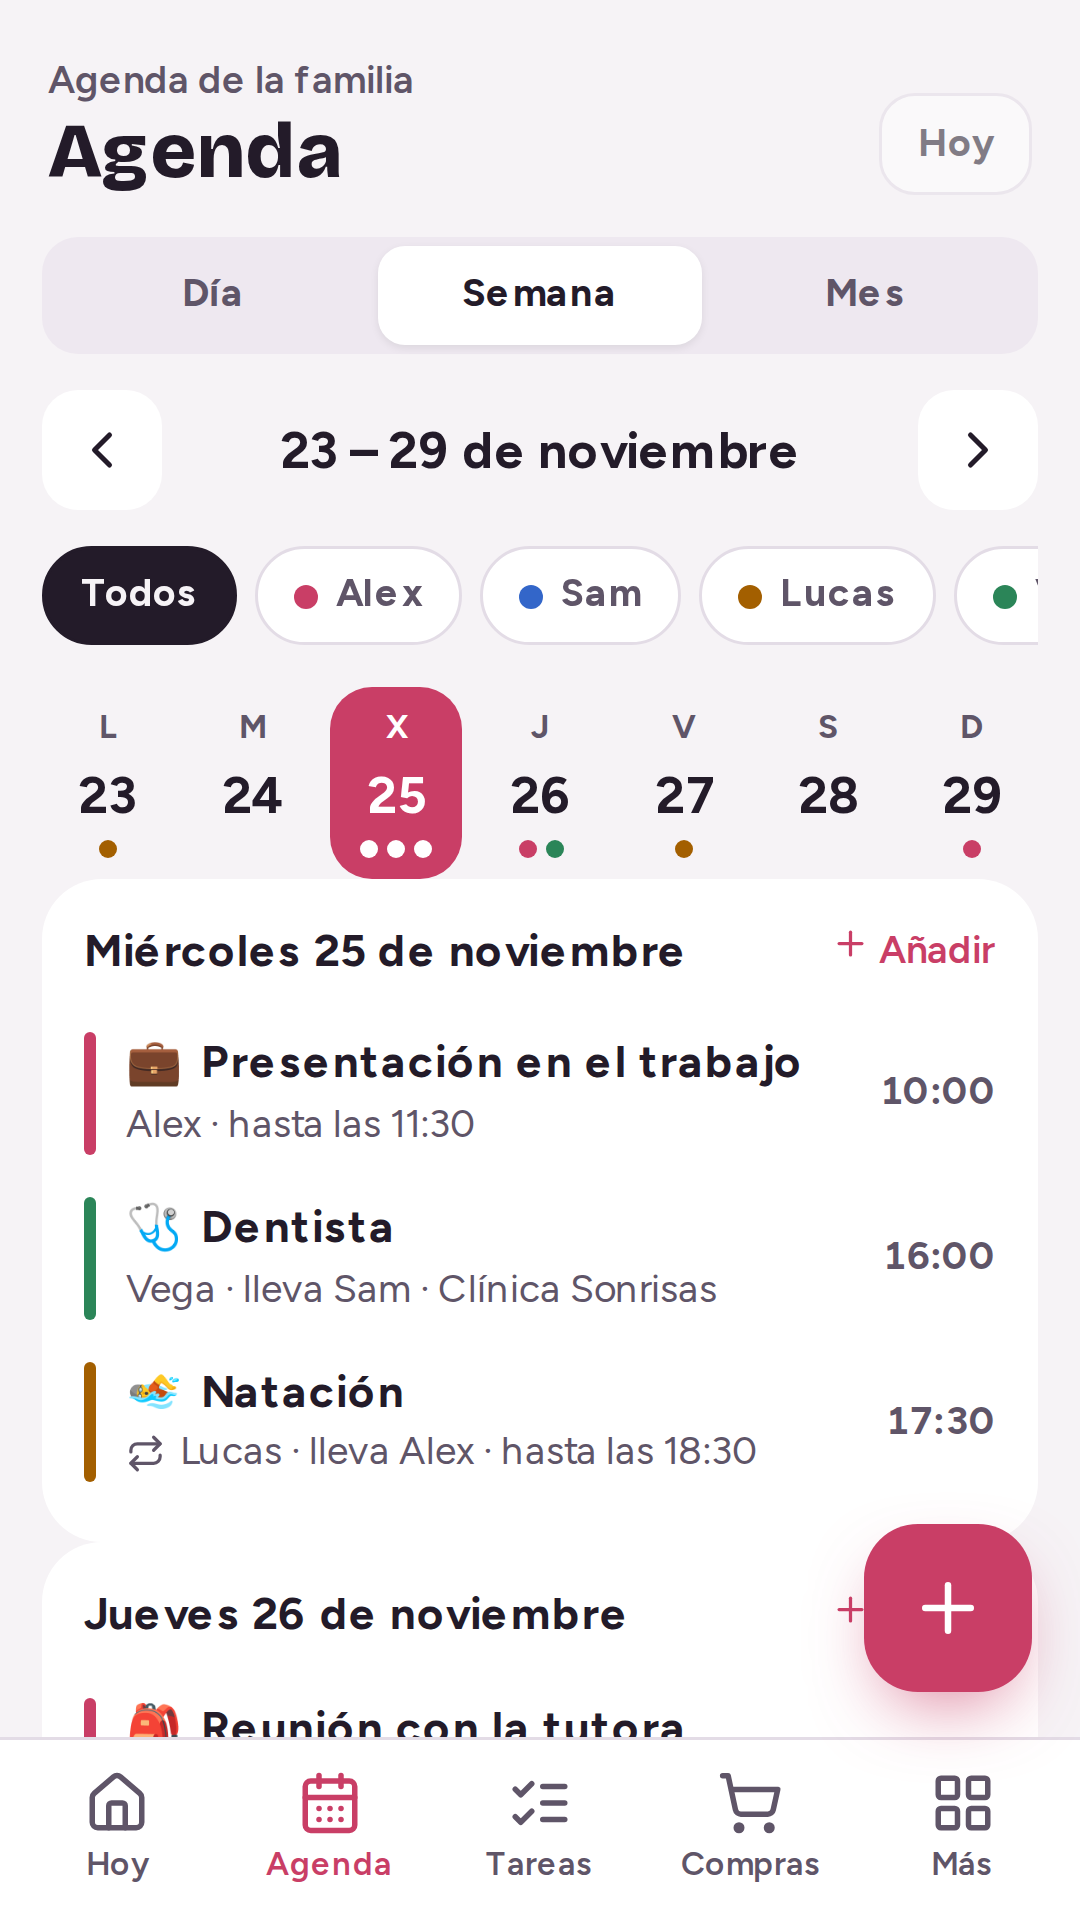 Agenda de la familia
Agenda
Hoy
Día Semana Mes
23 – 29 de noviembre
Todos Alex Sam Lucas
L M X J V S D
23 24 25 26 27 28 29
Miércoles 25 de noviembre
+ Añadir
Presentación en el trabajo
10:00
Alex · hasta las 11:30
Dentista
16:00
Vega · lleva Sam · Clínica Sonrisas
Natación
17:30
Lucas · lleva Alex · hasta las 18:30
Jueves 26 de noviembre
+
Reunión con la tutora
Hoy Agenda Tareas Compras Más